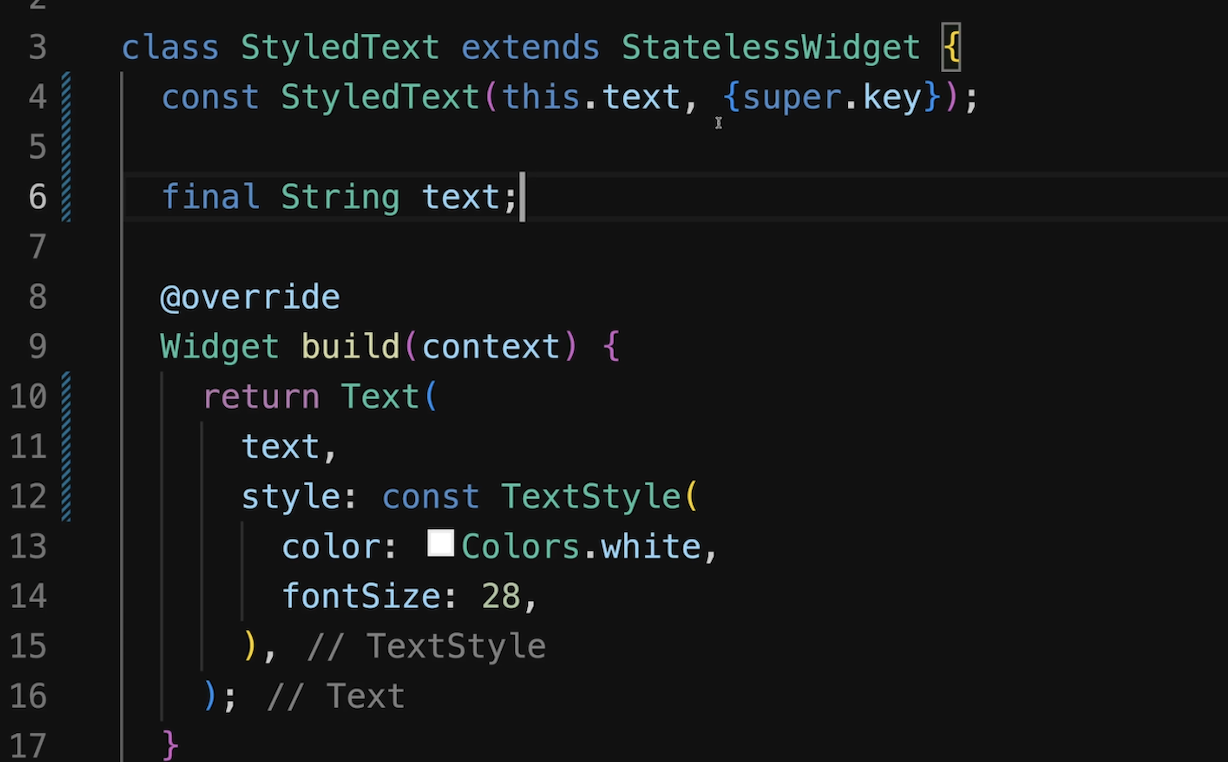 2
3 class StyledText extends StatelessWidget {
4 const StyledText(this.text, {super.key});
5
6 final String text;
7
8 @override
9 Widget build(context) {
10 return Text(
11 text,
12 style: const TextStyle(
13 color: Colors.white,
14 fontSize: 28,
15 ), // TextStyle
16 ); // Text
17 }